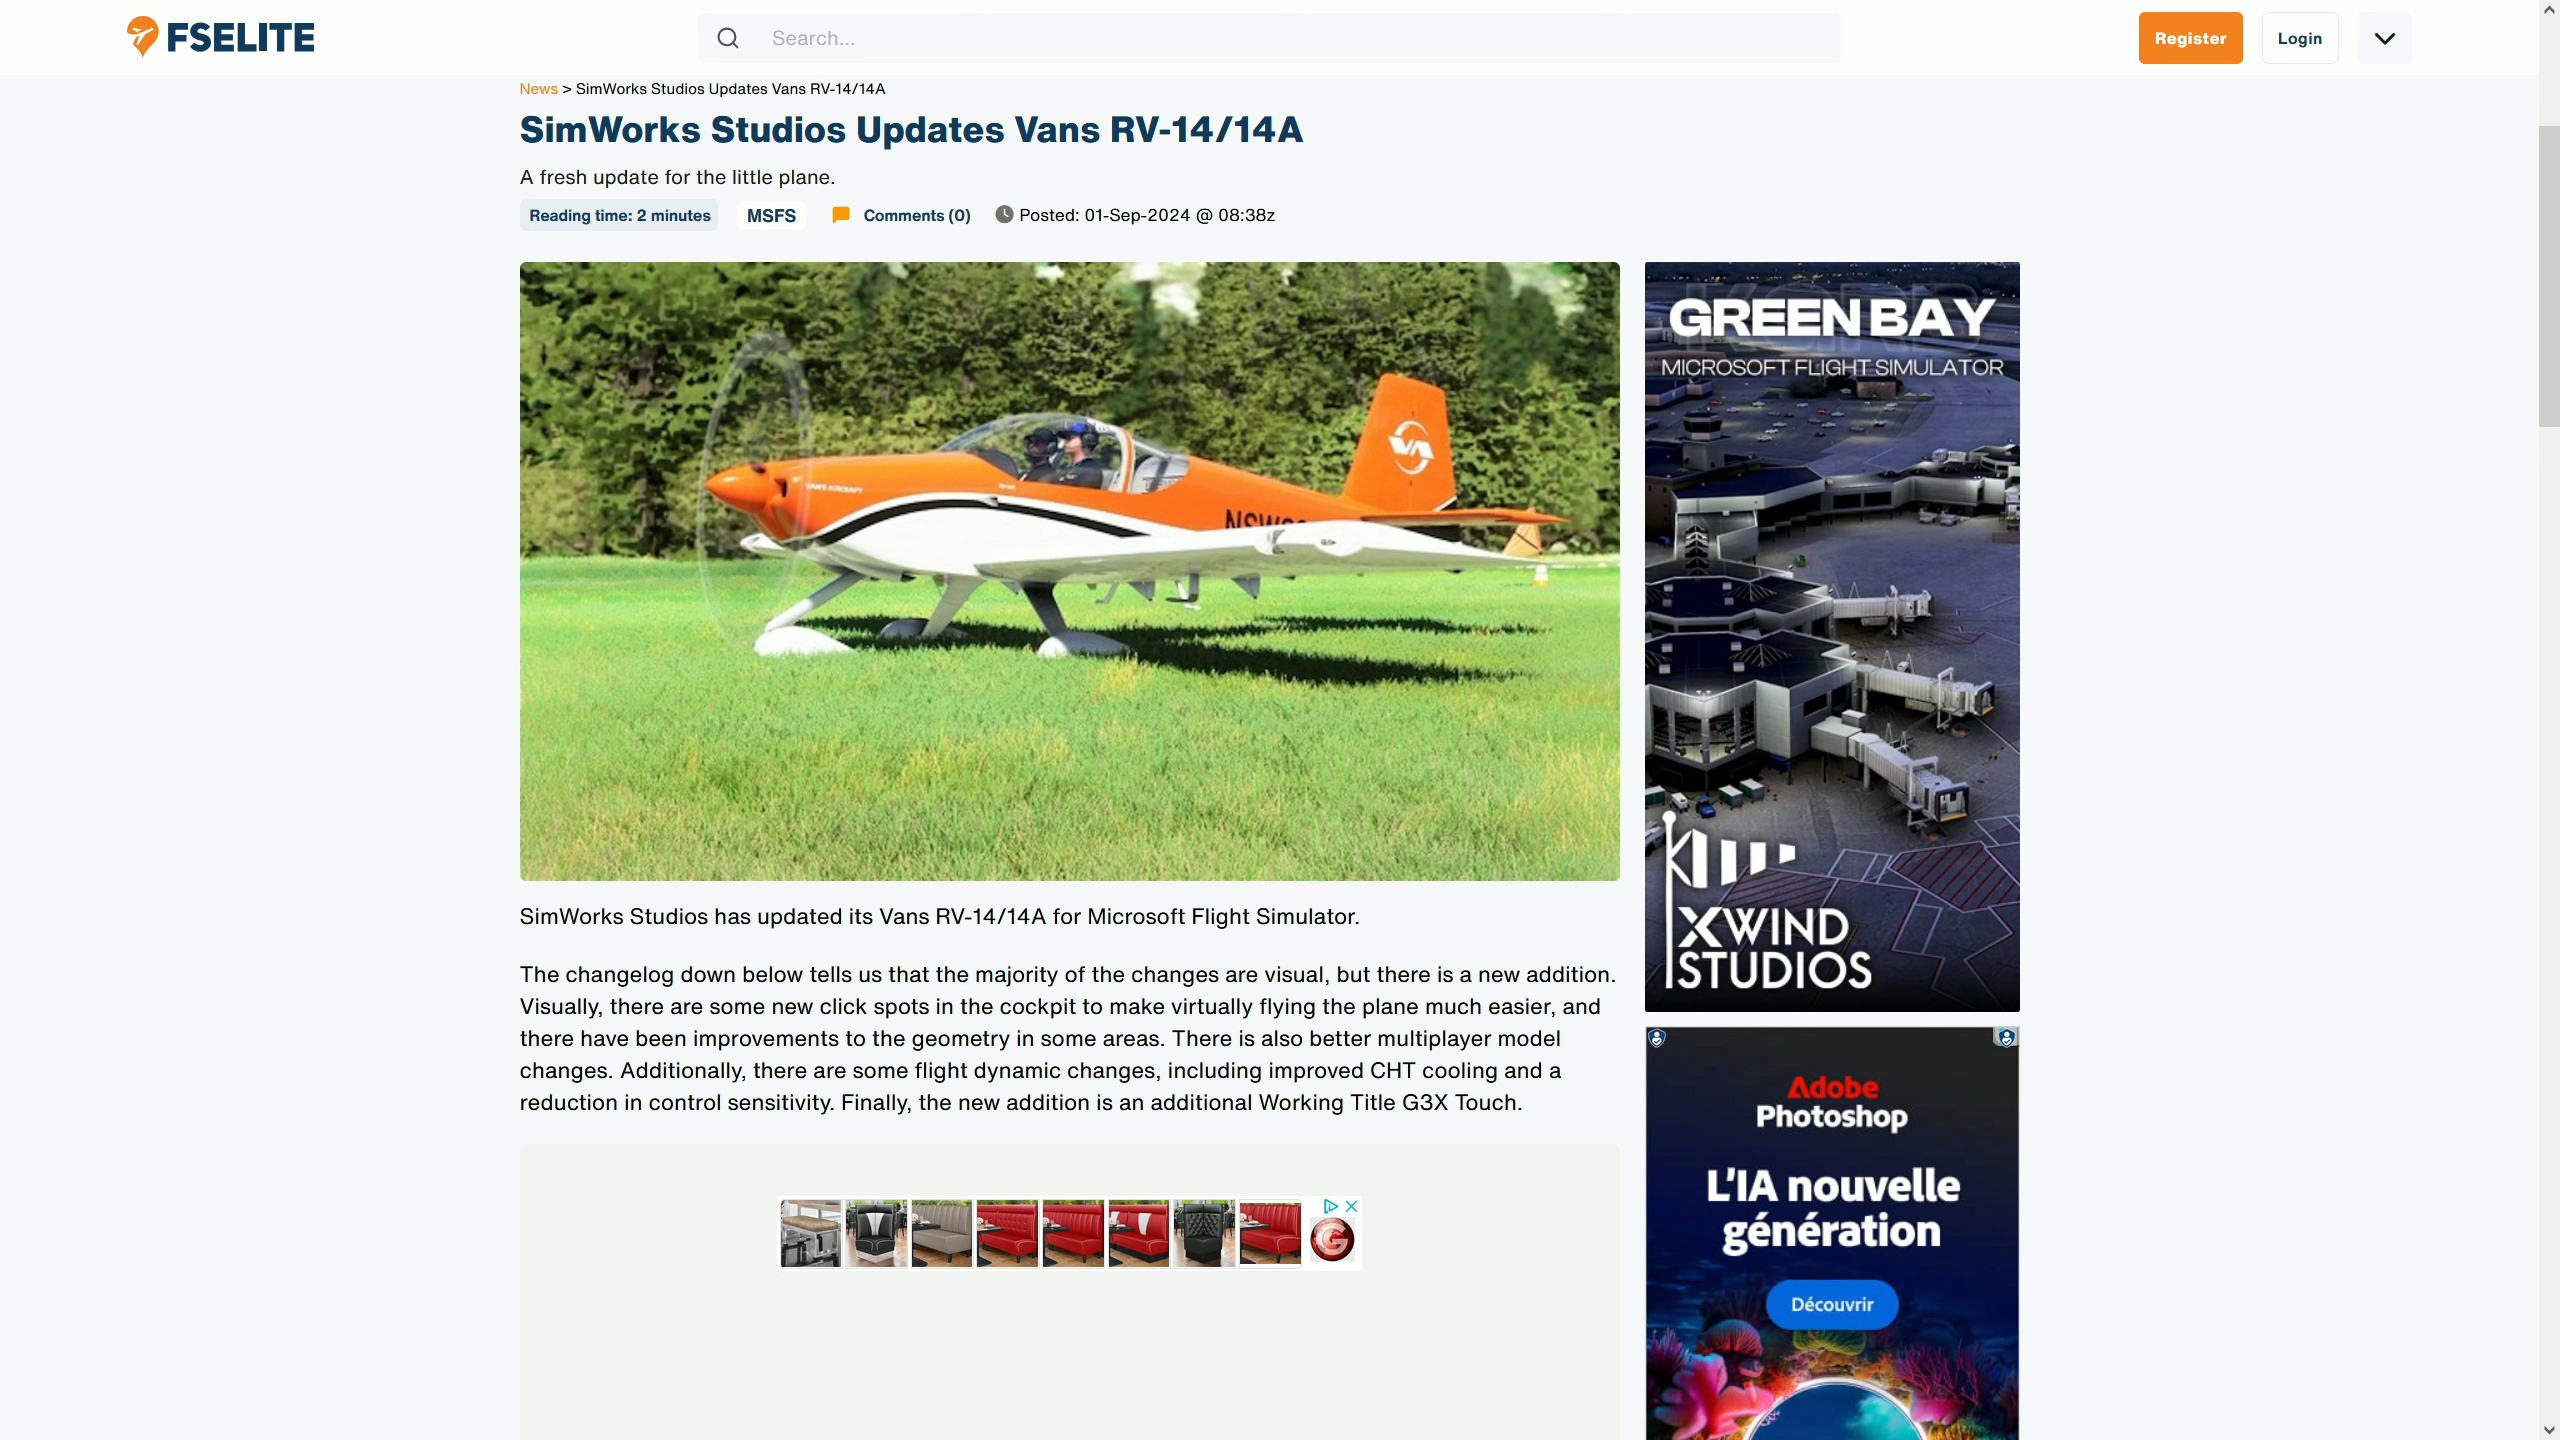 FSELITE
Search...
Register
Login
News > SimWorks Studios Updates Vans RV-14/14A
SimWorks Studios Updates Vans RV-14/14A
A fresh update for the little plane.
Reading time: 2 minutes
MSFS
Comments (0)
Posted: 01-Sep-2024 @ 08:38z
VAN'S AIRCRAFT
VA
GREEN BAY
MICROSOFT FLIGHT SIMULATOR
XWIND
STUDIOS
SimWorks Studios has updated its Vans RV-14/14A for Microsoft Flight Simulator.
The changelog down below tells us that the majority of the changes are visual, but there is a new addition.
Visually, there are some new click spots in the cockpit to make virtually flying the plane much easier, and
there have been improvements to the geometry in some areas. There is also better multiplayer model
changes. Additionally, there are some flight dynamic changes, including improved CHT cooling and a
reduction in control sensitivity. Finally, the new addition is an additional Working Title G3X Touch.
G
Adobe
Photoshop
L'IA nouvelle
génération
Découvrir